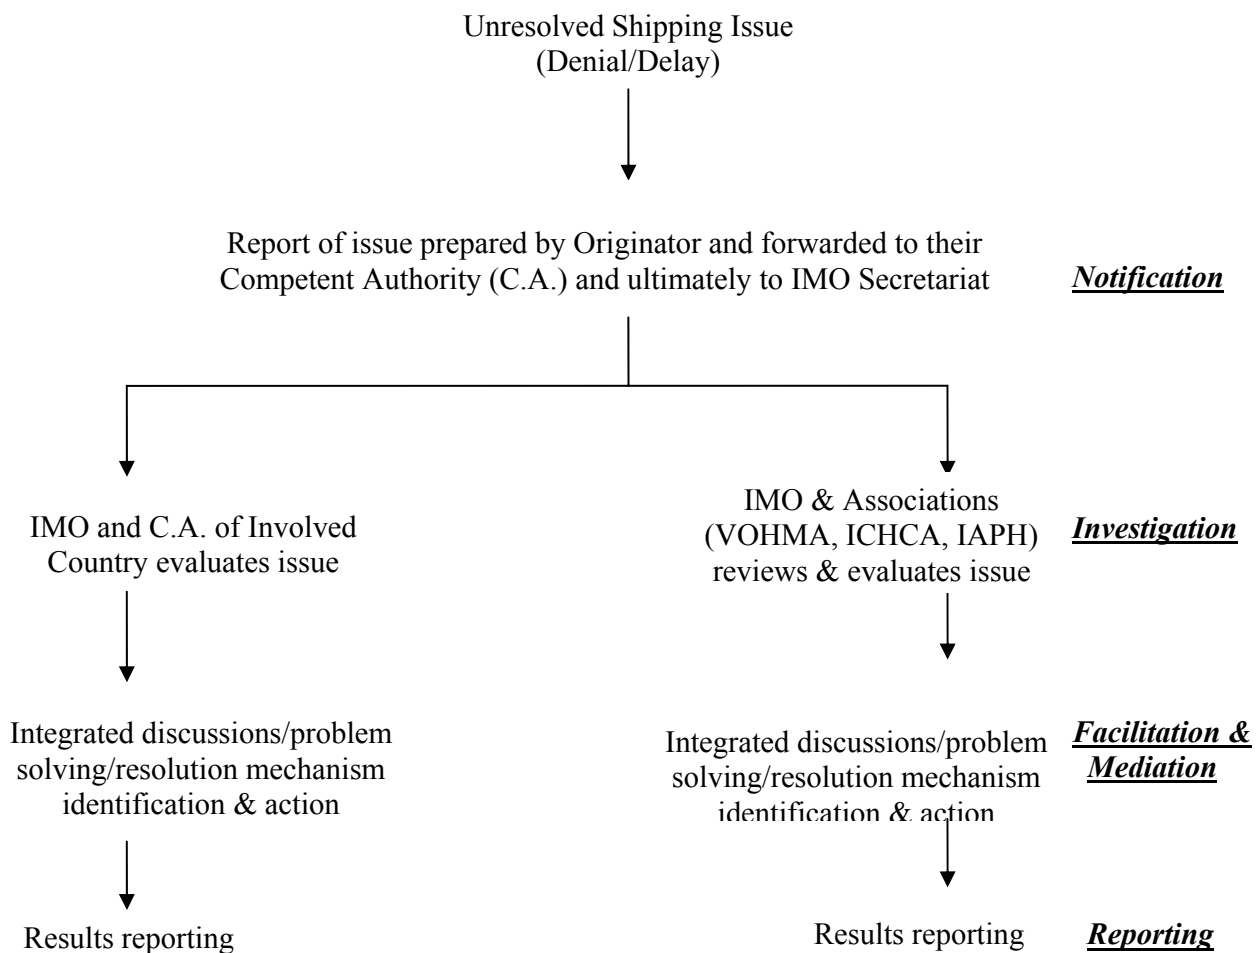 Unresolved Shipping Issue
(Denial/Delay)
Report of issue prepared by Originator and forwarded to their
Competent Authority (C.A.) and ultimately to IMO Secretariat
Notification
IMO and C.A. of Involved
Country evaluates issue
IMO & Associations
(VOHMA, ICHCA, IAPH)
reviews & evaluates issue
Investigation
Integrated discussions/problem
solving/resolution mechanism
identification & action
Integrated discussions/problem
solving/resolution mechanism
identification & action
Facilitation &
Mediation
Results reporting
Results reporting
Reporting